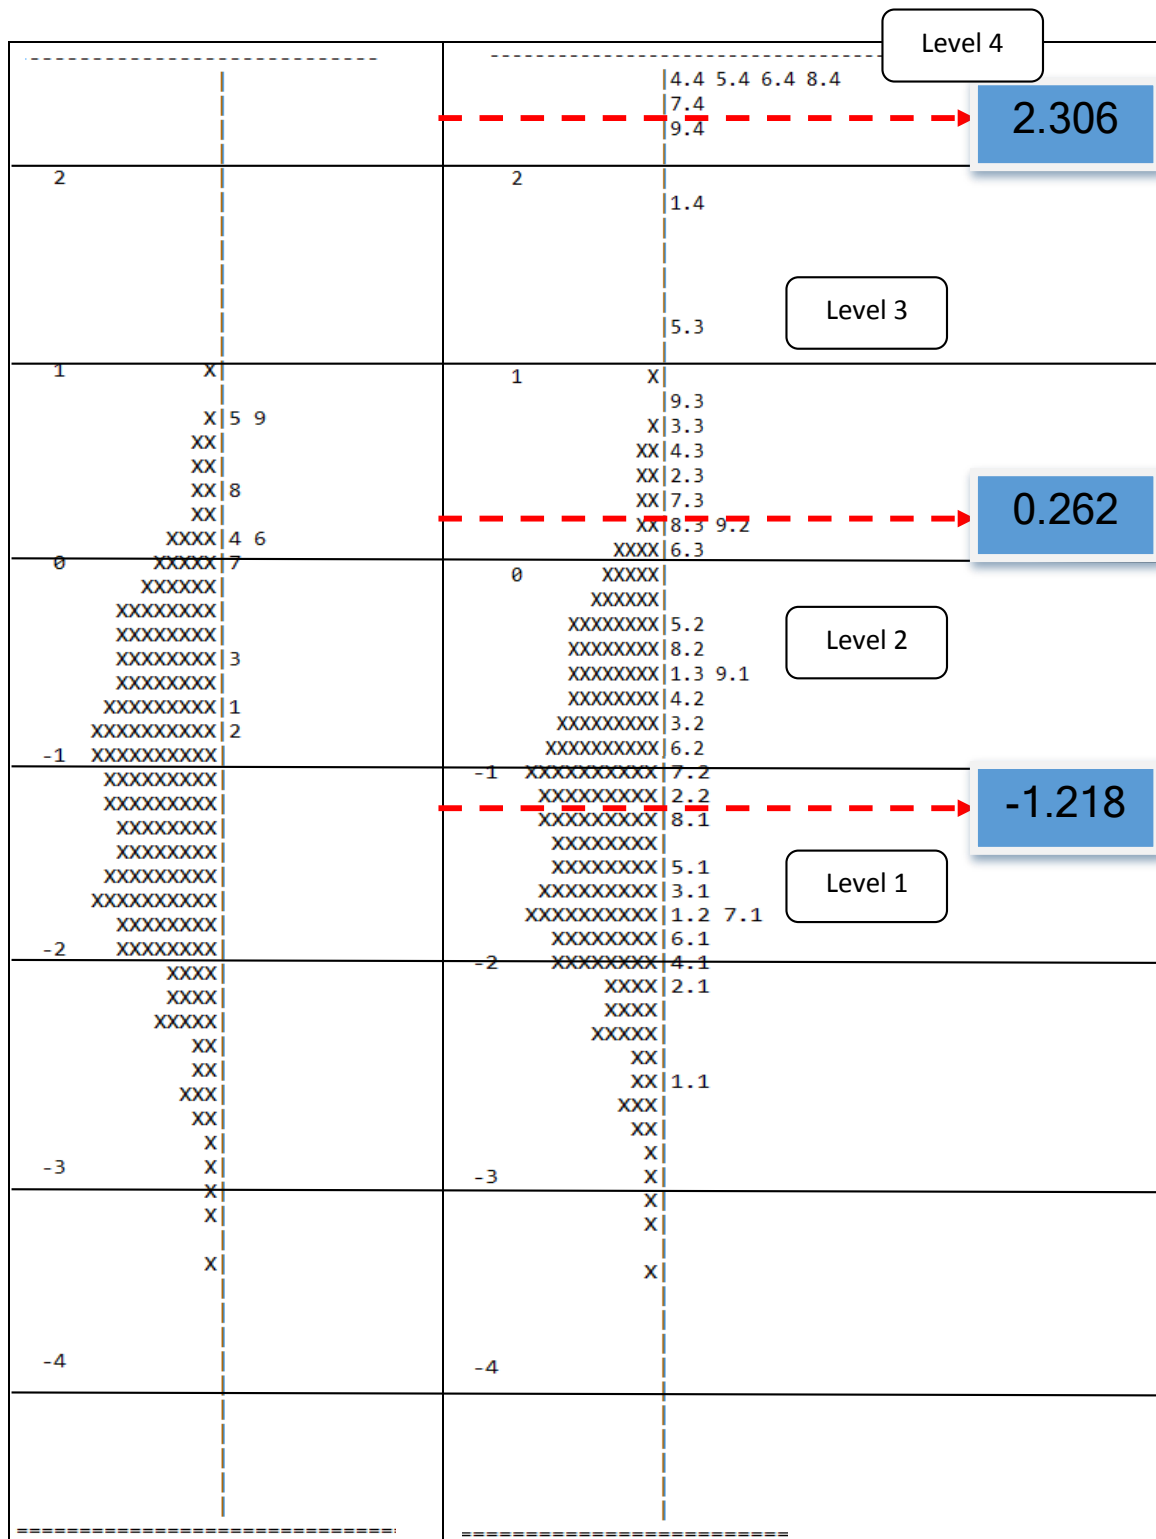 Level 4
---------------------------
------------------------------
|4.4 5.4 6.4 8.4
|7.4
2.306
|9.4
2
2
|1.4
Level 3
|5.3
1 X
1 X|
|9.3
X|5 9
X|3.3
XX|
XX|4.3
XX|
XX|2.3
XX|8
XX|7.3
0.262
XX|
XX|8.3 9.2
XXXX|4 6
XXXX|6.3
0 XXXXX|7
0 XXXXX|
XXXXXX|
XXXXXX|
XXXXXXXX|
XXXXXXXX|5.2
Level 2
XXXXXXXX|
XXXXXXXX|8.2
XXXXXXXX|3
XXXXXXXX|1.3 9.1
XXXXXXXX|
XXXXXXXX|4.2
XXXXXXXXX|1
XXXXXXXXX|3.2
XXXXXXXXXX|2
XXXXXXXXXX|6.2
-1 XXXXXXXXXX|
-1 XXXXXXXXXX|7.2
XXXXXXXXX|
XXXXXXXXX|2.2
-1.218
XXXXXXXXX|
XXXXXXXXX|8.1
XXXXXXXX|
XXXXXXXX|
XXXXXXXX|
XXXXXXXX|5.1
Level 1
XXXXXXXXX|
XXXXXXXXX|3.1
XXXXXXXXXX|
XXXXXXXXXX|1.2 7.1
XXXXXXXX|
XXXXXXXX|6.1
-2 XXXXXXXX|
-2 XXXXXXXX|4.1
XXXX|
XXXX|2.1
XXXX|
XXXX|
XXXXX|
XXXXX|
XX|
XX|
XX|
XX|1.1
XXX|
XXX|
XX|
XX|
X|
X|
-3 X|
-3 X|
X|
X|
X|
X|
X|
X|
-4
-4
==============================
==========================